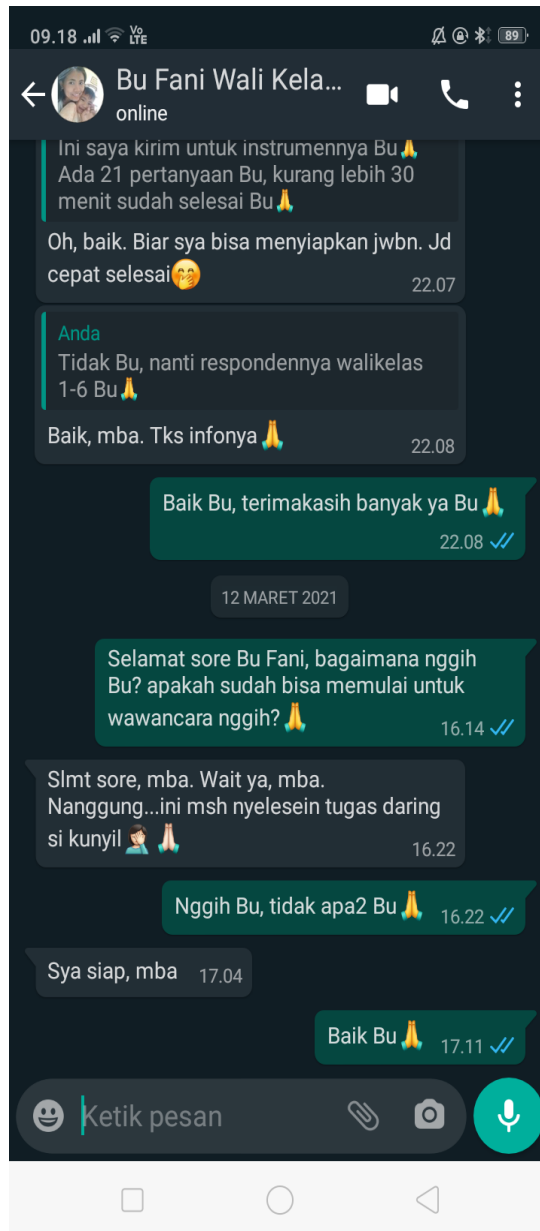 09.18 Vo LTE 89
Bu Fani Wali Kela...
online
Ini saya kirim untuk instrumennya Bu🙏
Ada 21 pertanyaan Bu, kurang lebih 30
menit sudah selesai Bu🙏
Oh, baik. Biar sya bisa menyiapkan jwbn. Jd
cepat selesai🤭
22.07
Anda
Tidak Bu, nanti respondennya walikelas
1-6 Bu🙏
Baik, mba. Tks infonya🙏
22.08
Baik Bu, terimakasih banyak ya Bu🙏
22.08
12 MARET 2021
Selamat sore Bu Fani, bagaimana nggih
Bu? apakah sudah bisa memulai untuk
wawancara nggih?🙏
16.14
Slmt sore, mba. Wait ya, mba.
Nanggung...ini msh nyelesein tugas daring
si kunyil🤦🏻‍♀️🙏🏻
16.22
Nggih Bu, tidak apa2 Bu🙏 16.22
Sya siap, mba 17.04
Baik Bu🙏 17.11
Ketik pesan